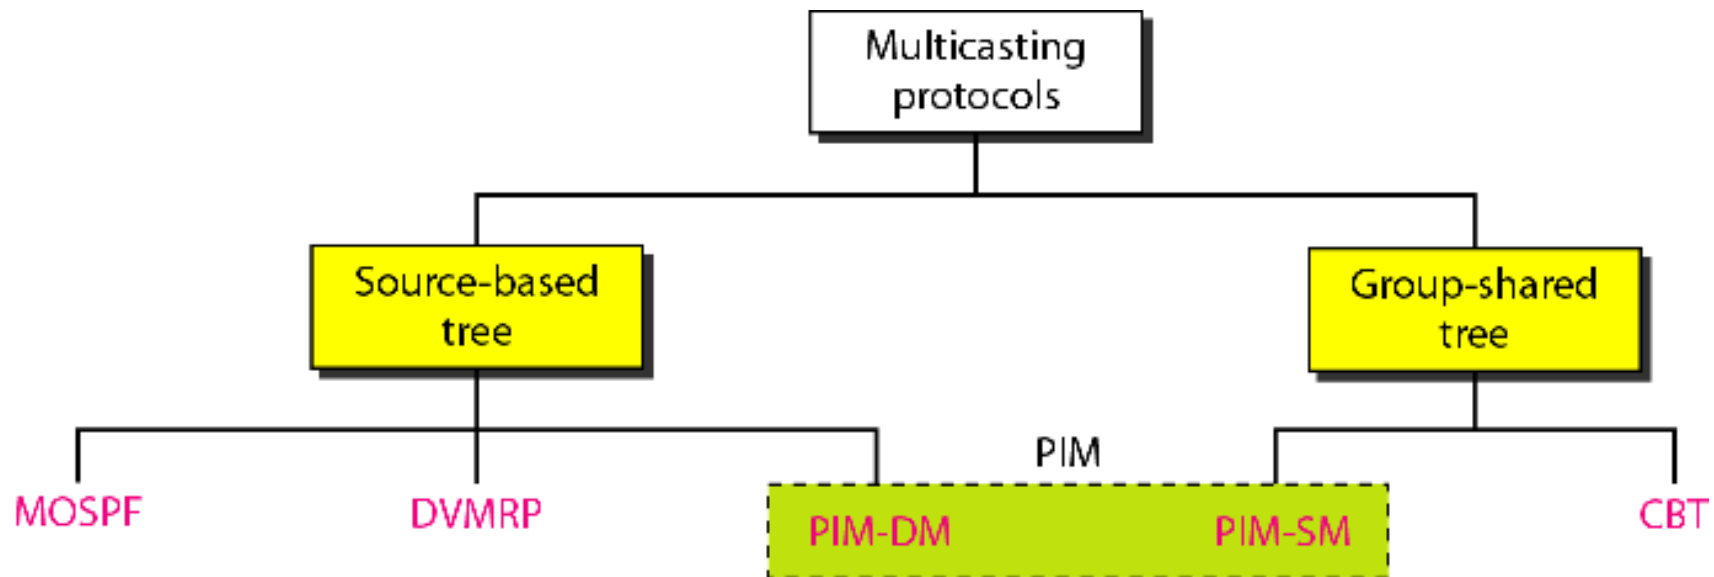 Multicasting
protocols
Source-based
tree
Group-shared
tree
PIM
MOSPF
DVMRP
PIM-DM
PIM-SM
CBT